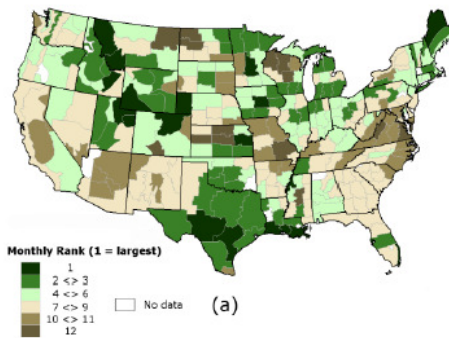 Monthly Rank (1 = largest)
1
2 <> 3
4 <> 6
7 <> 9
10 <> 11
12
No data
(a)